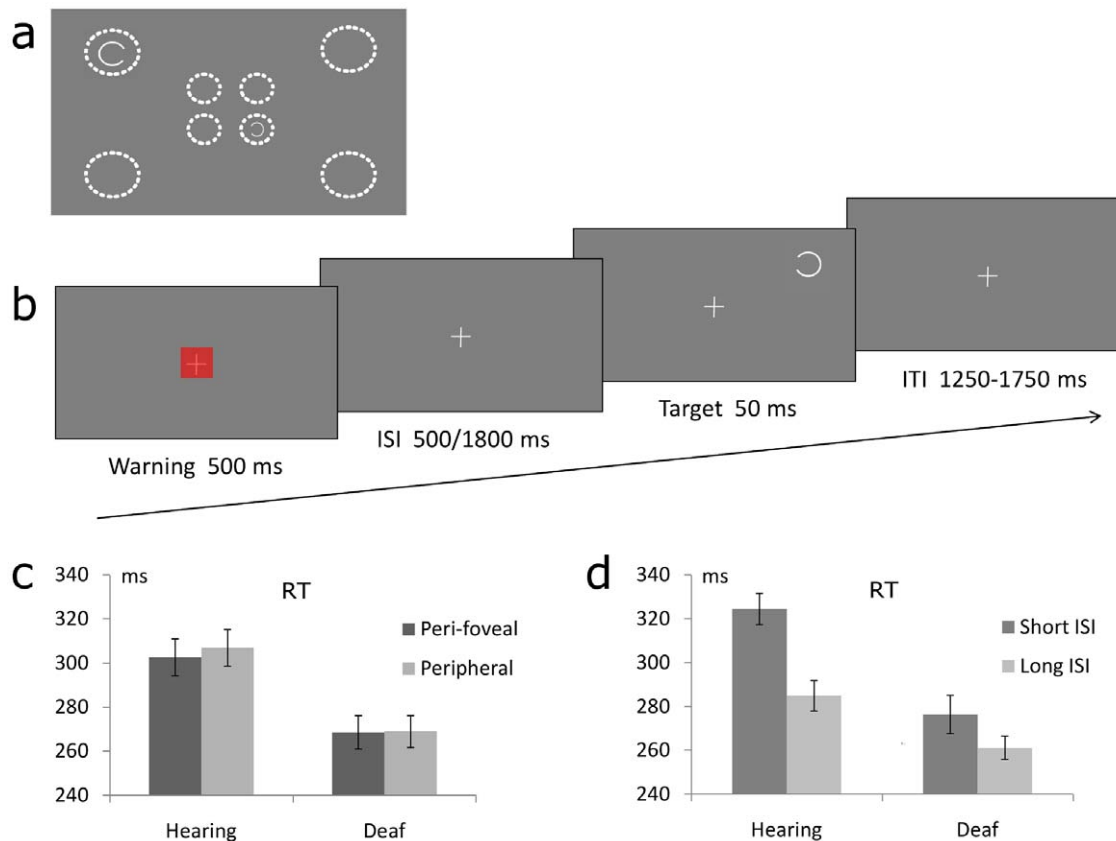 a
b
Warning 500 ms
ISI 500/1800 ms
Target 50 ms
ITI 1250-1750 ms
c
ms
RT
340
320
300
280
260
240
Peri-foveal
Peripheral
Hearing
Deaf
d
ms
RT
340
320
300
280
260
240
Short ISI
Long ISI
Hearing
Deaf